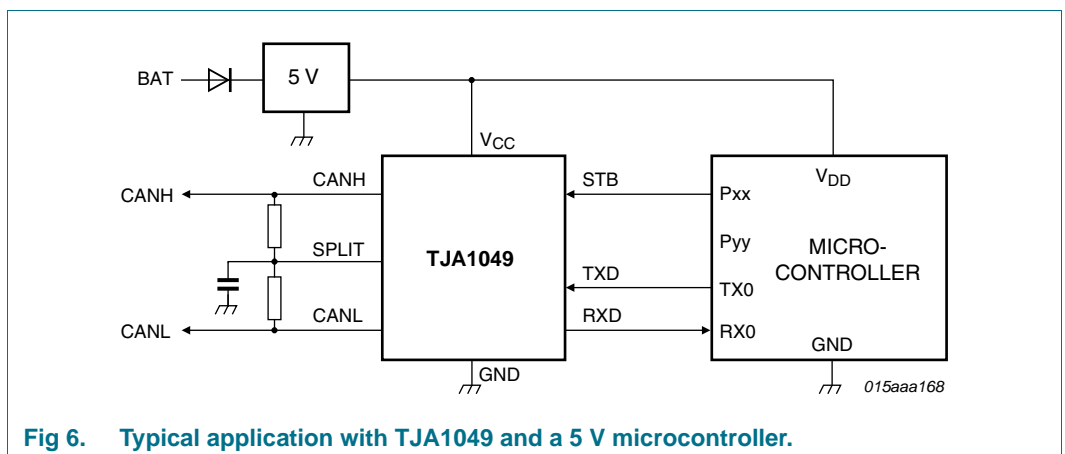 BAT
5 V
VCC
CANH
CANH
STB
Pxx
VDD
Pyy
MICRO-
CONTROLLER
SPLIT
TJA1049
TXD
TX0
CANL
CANL
RXD
RX0
GND
GND
015aaa168
Fig 6. Typical application with TJA1049 and a 5 V microcontroller.